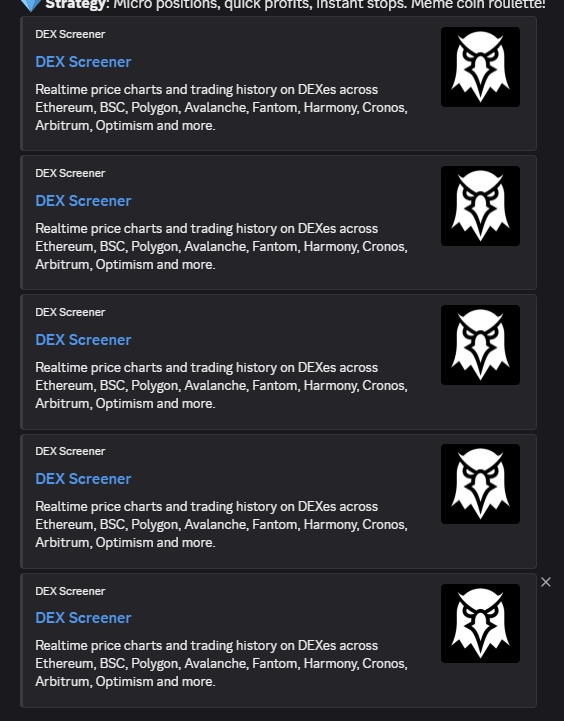 Strategy: Micro positions, quick profits, instant stops. Meme coin roulette!
DEX Screener
DEX Screener
Realtime price charts and trading history on DEXes across
Ethereum, BSC, Polygon, Avalanche, Fantom, Harmony, Cronos,
Arbitrum, Optimism and more.
DEX Screener
DEX Screener
Realtime price charts and trading history on DEXes across
Ethereum, BSC, Polygon, Avalanche, Fantom, Harmony, Cronos,
Arbitrum, Optimism and more.
DEX Screener
DEX Screener
Realtime price charts and trading history on DEXes across
Ethereum, BSC, Polygon, Avalanche, Fantom, Harmony, Cronos,
Arbitrum, Optimism and more.
DEX Screener
DEX Screener
Realtime price charts and trading history on DEXes across
Ethereum, BSC, Polygon, Avalanche, Fantom, Harmony, Cronos,
Arbitrum, Optimism and more.
DEX Screener
DEX Screener
Realtime price charts and trading history on DEXes across
Ethereum, BSC, Polygon, Avalanche, Fantom, Harmony, Cronos,
Arbitrum, Optimism and more.